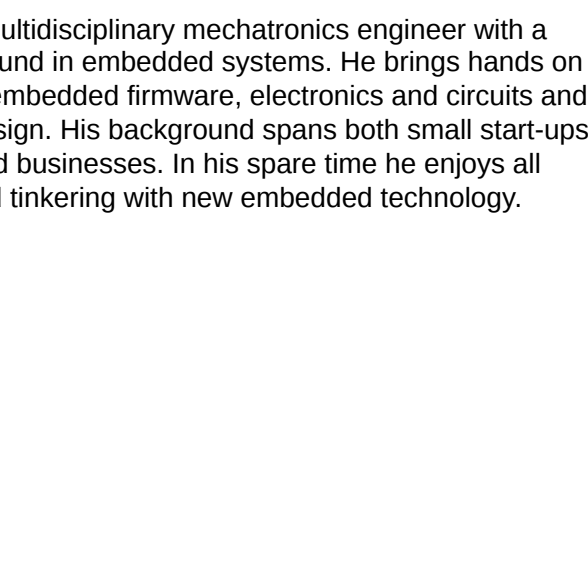 ultidisciplinary mechatronics engineer with a
und in embedded systems. He brings hands on
embedded firmware, electronics and circuits and
sign. His background spans both small start-ups
d businesses. In his spare time he enjoys all
tinkering with new embedded technology.